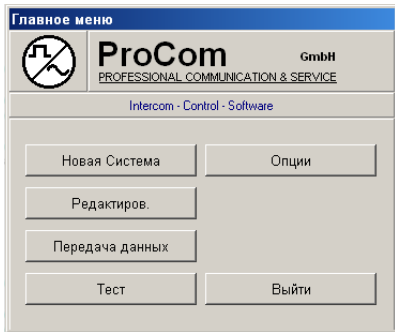 Главное меню
ProCom GmbH
PROFESSIONAL COMMUNICATION & SERVICE
Intercom - Control - Software
Новая Система Опции
Редактиров.
Передача данных
Тест Выйти